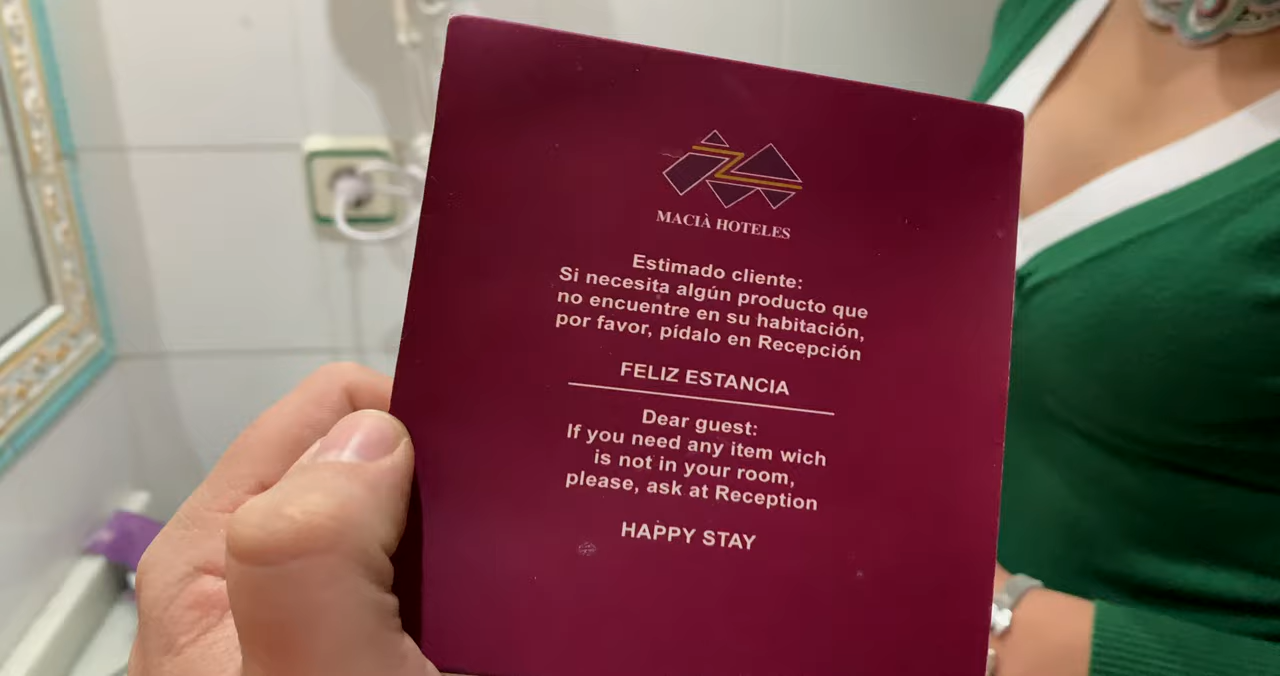 MACIÀ HOTELES
Estimado cliente:
Si necesita algún producto que
no encuentre en su habitación,
por favor, pídalo en Recepción
FELIZ ESTANCIA
Dear guest:
If you need any item wich
is not in your room,
please, ask at Reception
HAPPY STAY